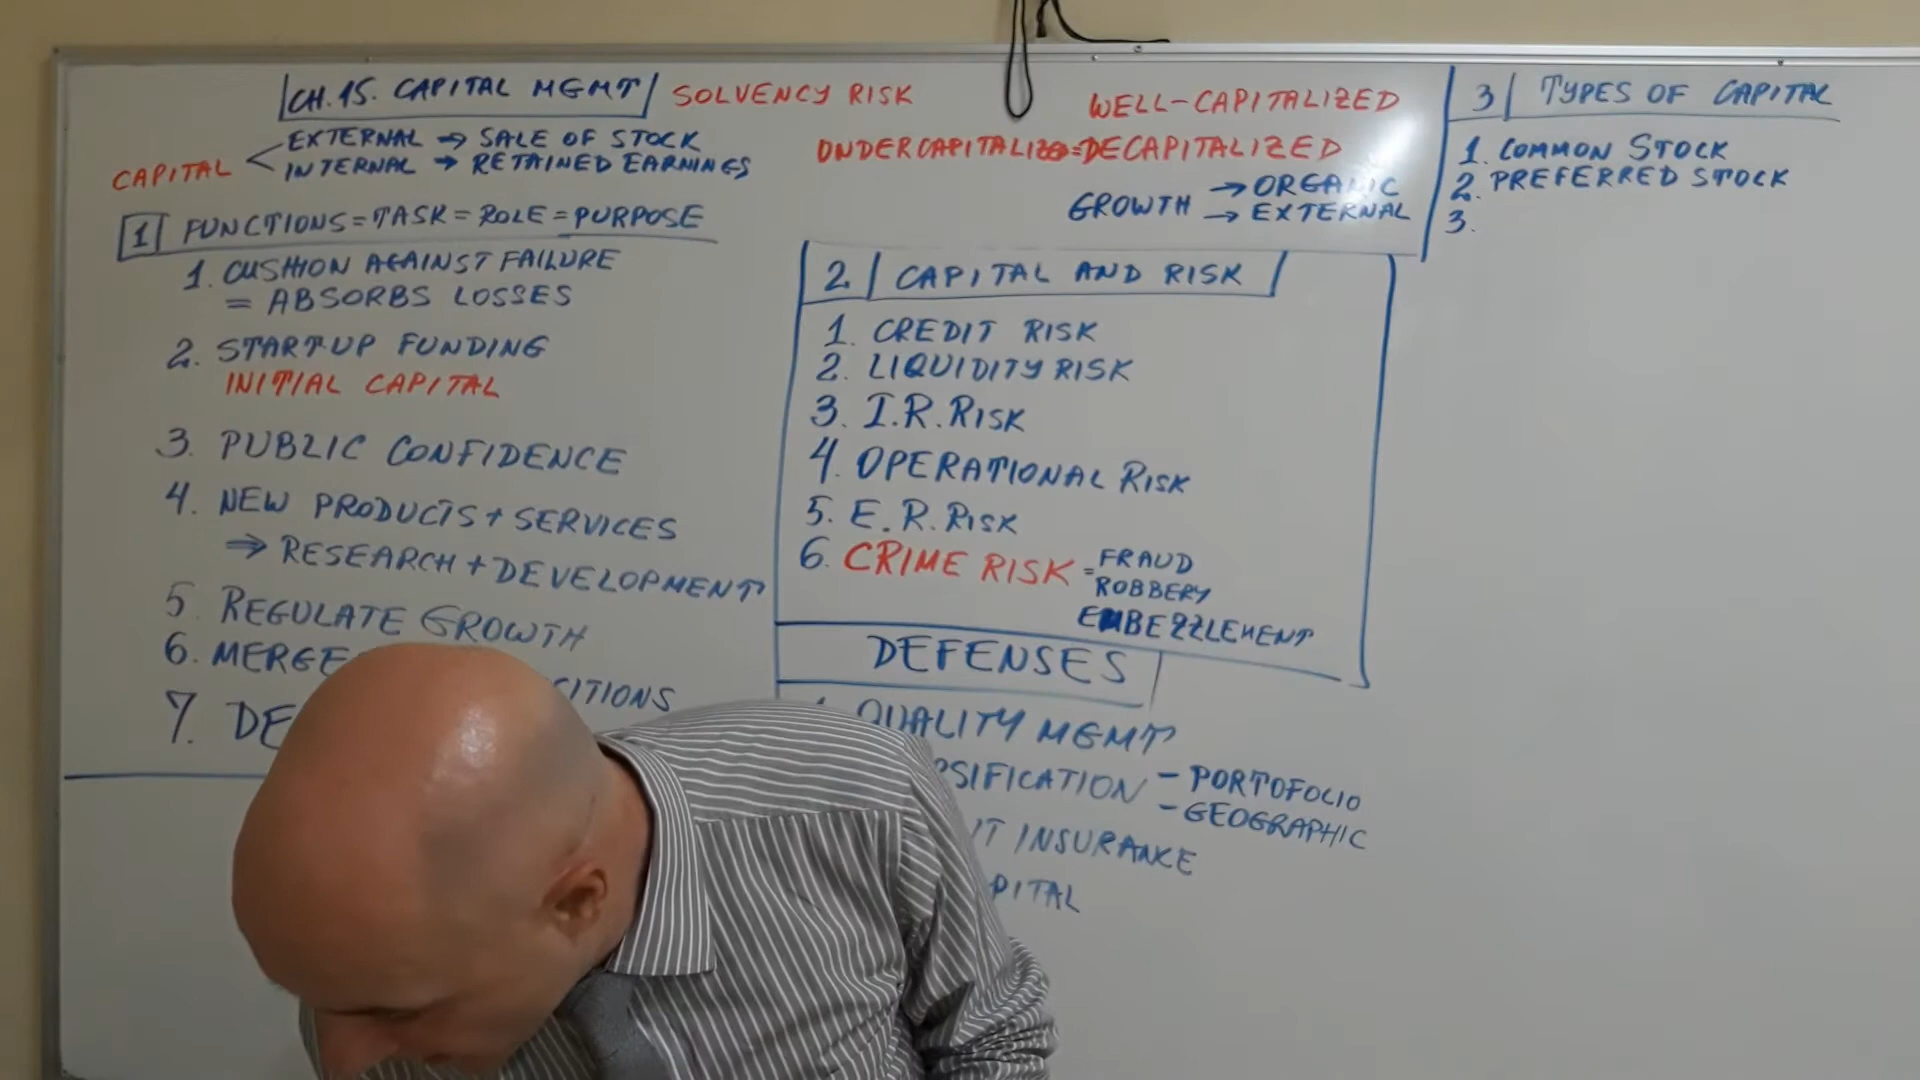 CH.15. CAPITAL MGMT SOLVENCY RISK
CAPITAL
EXTERNAL → SALE OF STOCK
INTERNAL → RETAINED EARNINGS
1 FUNCTIONS = TASK = ROLE = PURPOSE
1. CUSHION AGAINST FAILURE
= ABSORBS LOSSES
2. STARTUP FUNDING
INITIAL CAPITAL
3. PUBLIC CONFIDENCE
4. NEW PRODUCTS + SERVICES
⇒ RESEARCH + DEVELOPMENT
5 REGULATE GROWTH
6. MERGE
SITIONS
7. DE
WELL-CAPITALIZED
UNDERCAPITALIZED = DECAPITALIZED
GROWTH → ORGANIC
→ EXTERNAL
2 CAPITAL AND RISK
1. CREDIT RISK
2. LIQUIDITY RISK
3. I.R. RISK
4. OPERATIONAL RISK
5. E.R. RISK
6. CRIME RISK = FRAUD
ROBBERY
EMBEZZLEMENT
DEFENSES
1. QUALITY MGMT
RSIFICATION - PORTOFOLIO
- GEOGRAPHIC
IT INSURANCE
PITAL
3 TYPES OF CAPITAL
1. COMMON STOCK
2. PREFERRED STOCK
3.